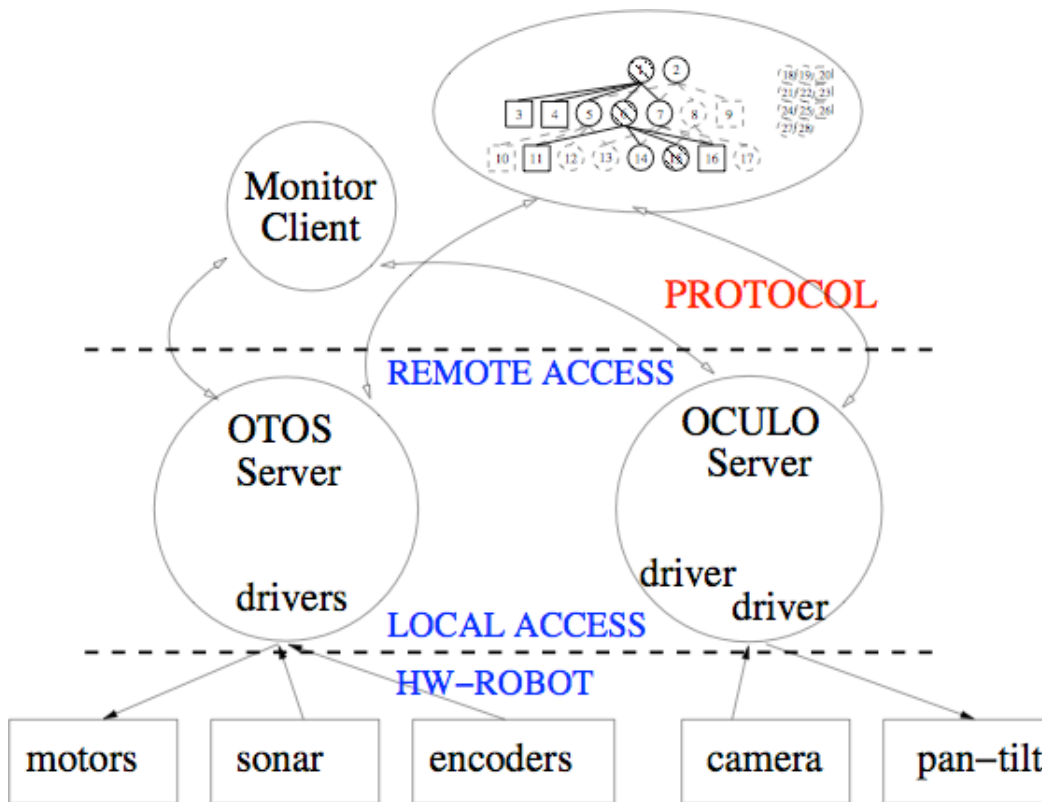 2
18 19 20
21 22 23
24 25 26
27 28
3 4 5 6 7 8 9
10 11 12 13 14 15 16 17
Monitor
Client
PROTOCOL
REMOTE ACCESS
OTOS
Server
OCULO
Server
drivers
driver
driver
LOCAL ACCESS
HW-ROBOT
motors
sonar
encoders
camera
pan-tilt